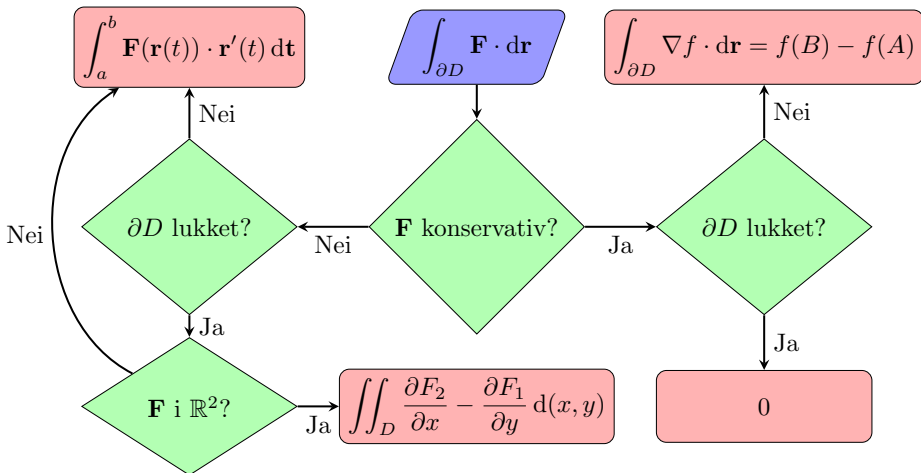 ∫_a^b 𝐅(𝐫(t)) · 𝐫′(t) d𝐭
∫_{∂D} 𝐅 · d𝐫
∫_{∂D} ∇f · d𝐫 = f(B) − f(A)
Nei
Nei
∂D lukket?
Nei
𝐅 konservativ?
Ja
∂D lukket?
Nei
Ja
Ja
𝐅 i ℝ²?
Ja
∬_D ∂F₂/∂x − ∂F₁/∂y d(x, y)
0